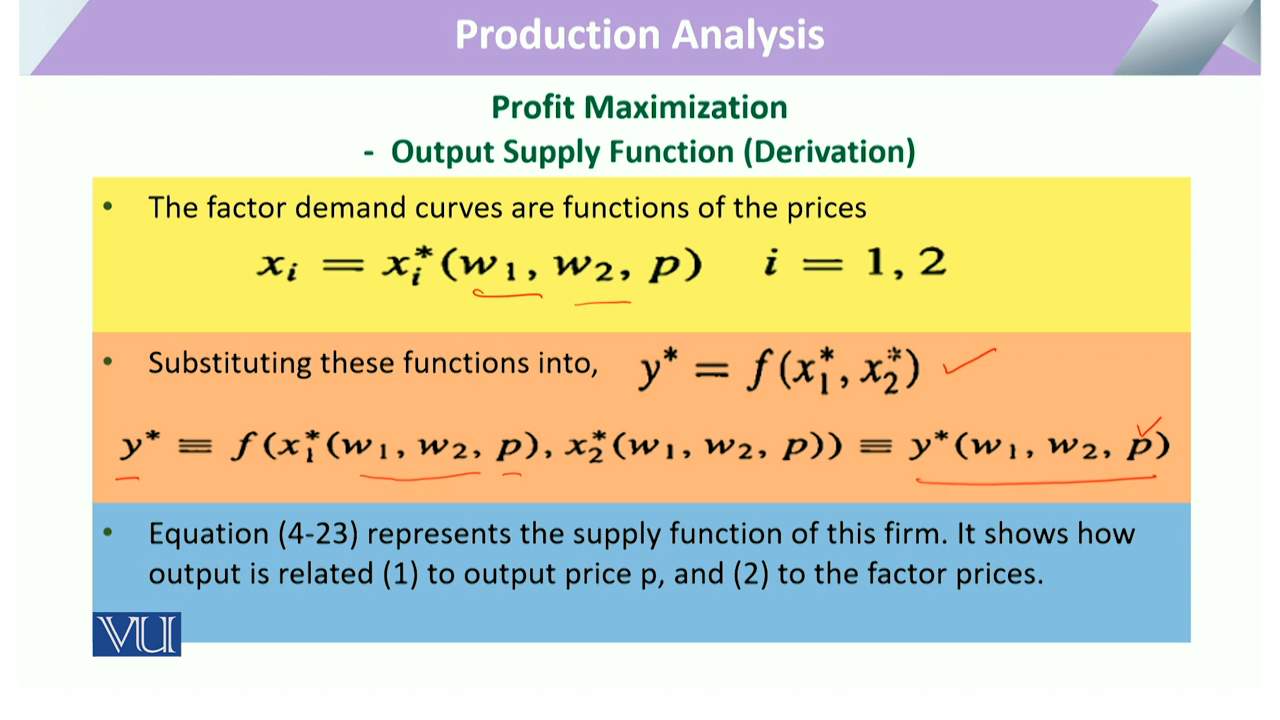 Production Analysis
Profit Maximization
- Output Supply Function (Derivation)
• The factor demand curves are functions of the prices
xᵢ = xᵢ*(w₁, w₂, p) i = 1, 2
• Substituting these functions into, y* = f(x₁*, x₂*)
y* ≡ f(x₁*(w₁, w₂, p), x₂*(w₁, w₂, p)) ≡ y*(w₁, w₂, p)
• Equation (4-23) represents the supply function of this firm. It shows how
output is related (1) to output price p, and (2) to the factor prices.
VU